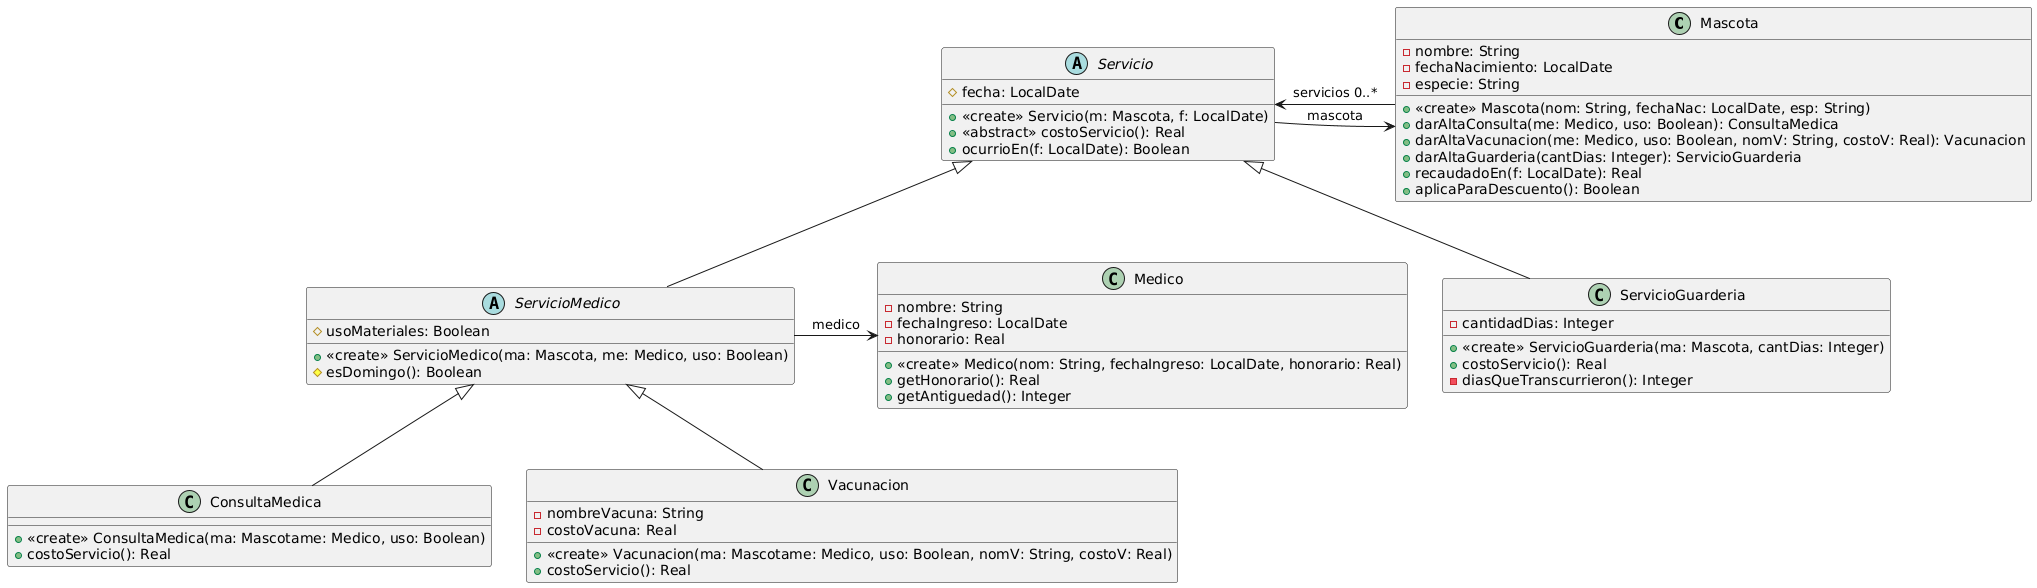 C Mascota
nombre: String
fechaNacimiento: LocalDate
especie: String
«create» Mascota(nom: String, fechaNac: LocalDate, esp: String)
darAltaConsulta(me: Medico, uso: Boolean): ConsultaMedica
darAltaVacunacion(me: Medico, uso: Boolean, nomV: String, costoV: Real): Vacunacion
darAltaGuarderia(cantDias: Integer): ServicioGuarderia
recaudadoEn(f: LocalDate): Real
aplicaParaDescuento(): Boolean
A Servicio
fecha: LocalDate
«create» Servicio(m: Mascota, f: LocalDate)
«abstract» costoServicio(): Real
ocurrioEn(f: LocalDate): Boolean
servicios 0..*
mascota
A ServicioMedico
usoMateriales: Boolean
«create» ServicioMedico(ma: Mascota, me: Medico, uso: Boolean)
esDomingo(): Boolean
medico
C Medico
nombre: String
fechaIngreso: LocalDate
honorario: Real
«create» Medico(nom: String, fechaIngreso: LocalDate, honorario: Real)
getHonorario(): Real
getAntiguedad(): Integer
C ServicioGuarderia
cantidadDias: Integer
«create» ServicioGuarderia(ma: Mascota, cantDias: Integer)
costoServicio(): Real
diasQueTranscurrieron(): Integer
C ConsultaMedica
«create» ConsultaMedica(ma: Mascotame: Medico, uso: Boolean)
costoServicio(): Real
C Vacunacion
nombreVacuna: String
costoVacuna: Real
«create» Vacunacion(ma: Mascotame: Medico, uso: Boolean, nomV: String, costoV: Real)
costoServicio(): Real